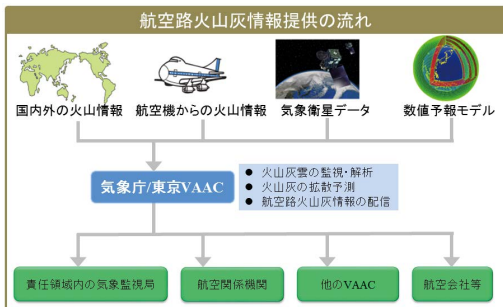 航空路火山灰情報提供の流れ
国内外の火山情報
航空機からの火山情報
気象衛星データ
数値予報モデル
気象庁/東京VAAC
● 火山灰雲の監視・解析
● 火山灰の拡散予測
● 航空路火山灰情報の配信
責任領域内の気象監視局
航空関係機関
他のVAAC
航空会社等